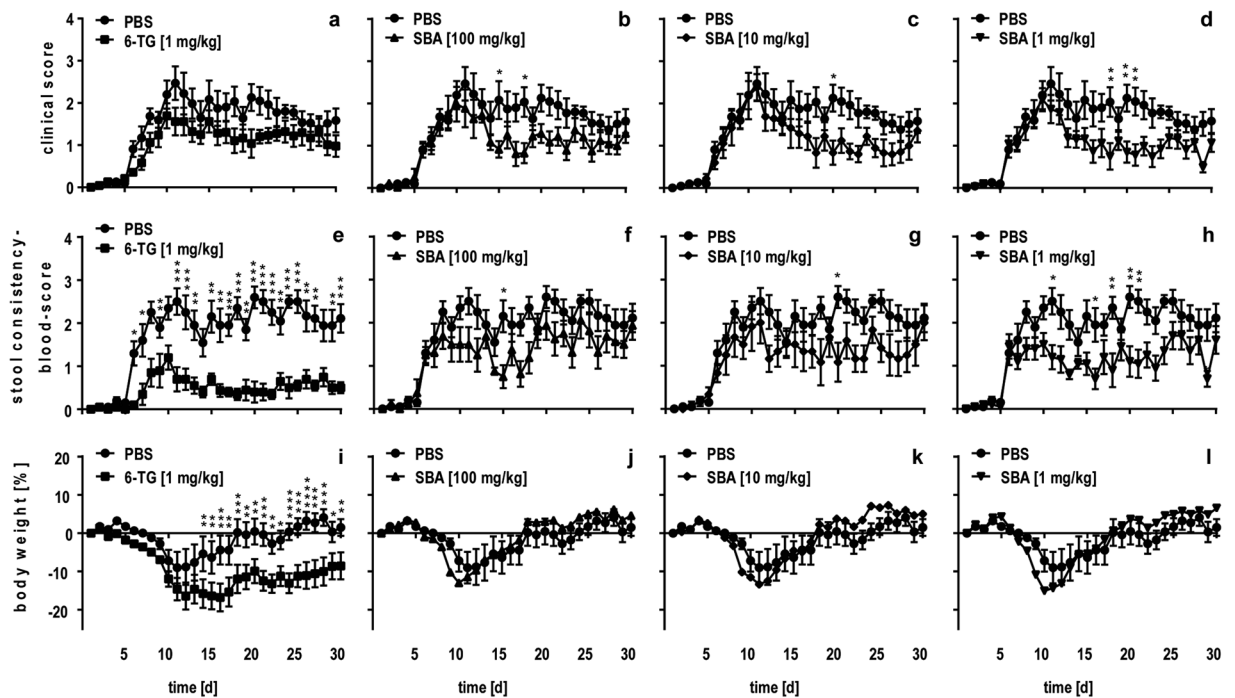 PBS
6-TG [1 mg/kg]
a
PBS
SBA [100 mg/kg]
b
PBS
SBA [10 mg/kg]
c
PBS
SBA [1 mg/kg]
d
clinical score
4
3
2
1
0
PBS
6-TG [1 mg/kg]
e
PBS
SBA [100 mg/kg]
f
PBS
SBA [10 mg/kg]
g
PBS
SBA [1 mg/kg]
h
stool consistency-
blood-score
4
3
2
1
0
PBS
6-TG [1 mg/kg]
i
PBS
SBA [100 mg/kg]
j
PBS
SBA [10 mg/kg]
k
PBS
SBA [1 mg/kg]
l
body weight [%]
20
10
0
-10
-20
5 10 15 20 25 30
5 10 15 20 25 30
5 10 15 20 25 30
5 10 15 20 25 30
time [d]
time [d]
time [d]
time [d]